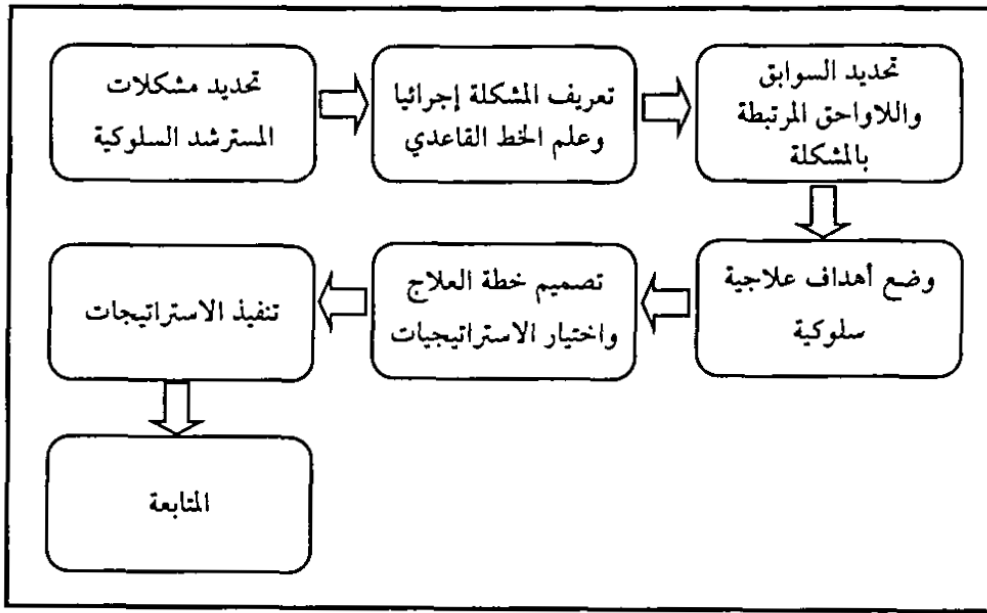 تحديد مشكلات
المسترشد السلوكية
تعريف المشكلة إجرائيا
وعلم الخط القاعدي
تحديد السوابق
واللاواحق المرتبطة
بالمشكلة
وضع أهداف علاجية
سلوكية
تصميم خطة العلاج
واختيار الاستراتيجيات
تنفيذ الاستراتيجات
المتابعة